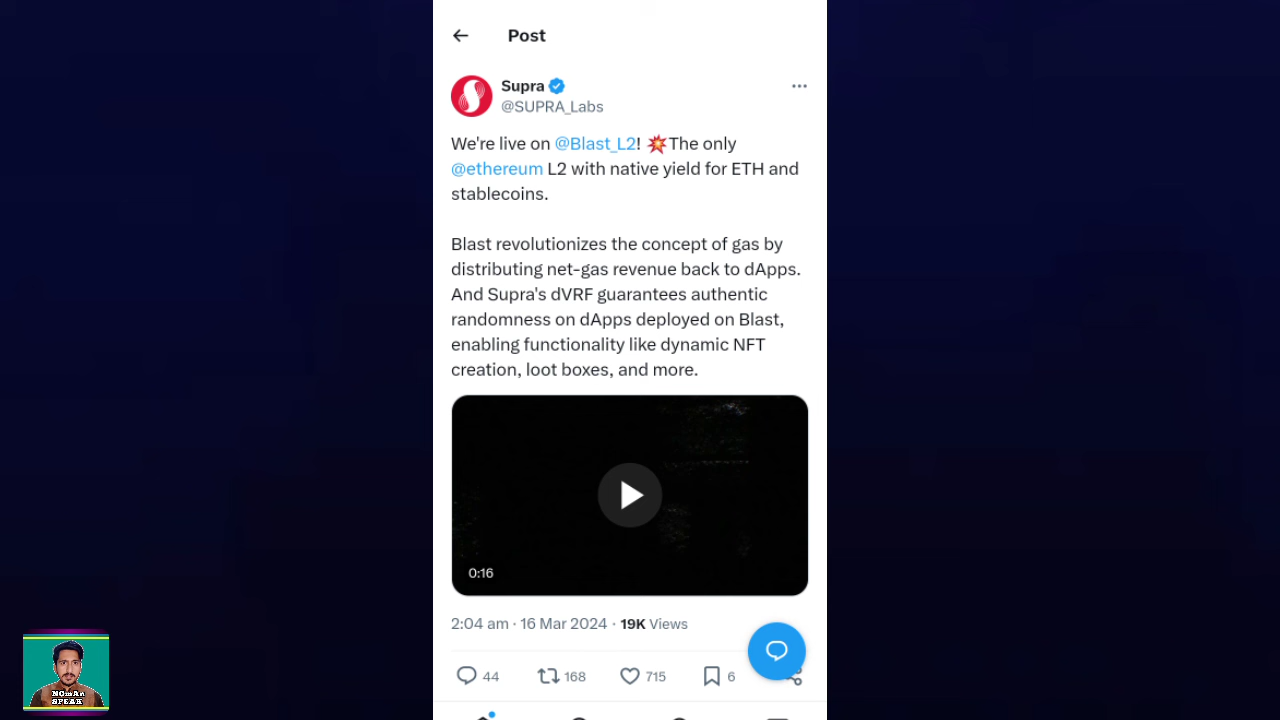 Post
Supra
@SUPRA_Labs
We're live on @Blast_L2! 💥The only
@ethereum L2 with native yield for ETH and
stablecoins.
Blast revolutionizes the concept of gas by
distributing net-gas revenue back to dApps.
And Supra's dVRF guarantees authentic
randomness on dApps deployed on Blast,
enabling functionality like dynamic NFT
creation, loot boxes, and more.
0:16
2:04 am · 16 Mar 2024 · 19K Views
44 168 715 6
NOmAn
SPEAK